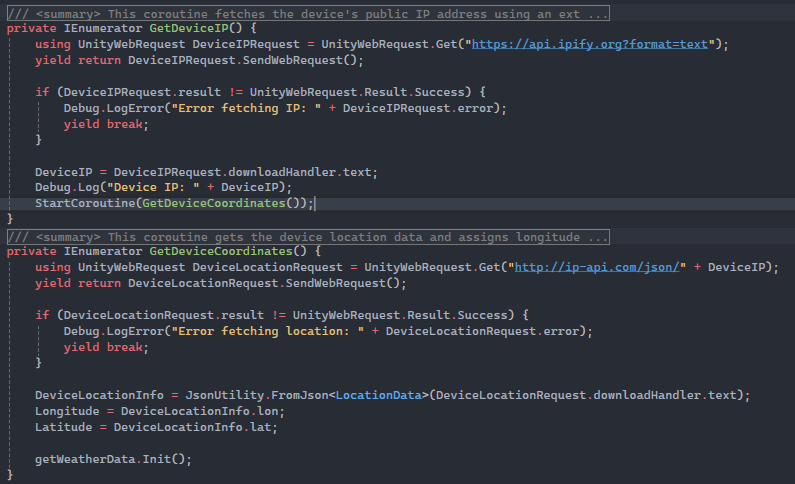 /// <summary> This coroutine fetches the device's public IP address using an ext ...
private IEnumerator GetDeviceIP() {
using UnityWebRequest DeviceIPRequest = UnityWebRequest.Get("https://api.ipify.org?format=text");
yield return DeviceIPRequest.SendWebRequest();
if (DeviceIPRequest.result != UnityWebRequest.Result.Success) {
Debug.LogError("Error fetching IP: " + DeviceIPRequest.error);
yield break;
}
DeviceIP = DeviceIPRequest.downloadHandler.text;
Debug.Log("Device IP: " + DeviceIP);
StartCoroutine(GetDeviceCoordinates());
}
/// <summary> This coroutine gets the device location data and assigns longitude ...
private IEnumerator GetDeviceCoordinates() {
using UnityWebRequest DeviceLocationRequest = UnityWebRequest.Get("http://ip-api.com/json/" + DeviceIP);
yield return DeviceLocationRequest.SendWebRequest();
if (DeviceLocationRequest.result != UnityWebRequest.Result.Success) {
Debug.LogError("Error fetching location: " + DeviceLocationRequest.error);
yield break;
}
DeviceLocationInfo = JsonUtility.FromJson<LocationData>(DeviceLocationRequest.downloadHandler.text);
Longitude = DeviceLocationInfo.lon;
Latitude = DeviceLocationInfo.lat;
getWeatherData.Init();
}